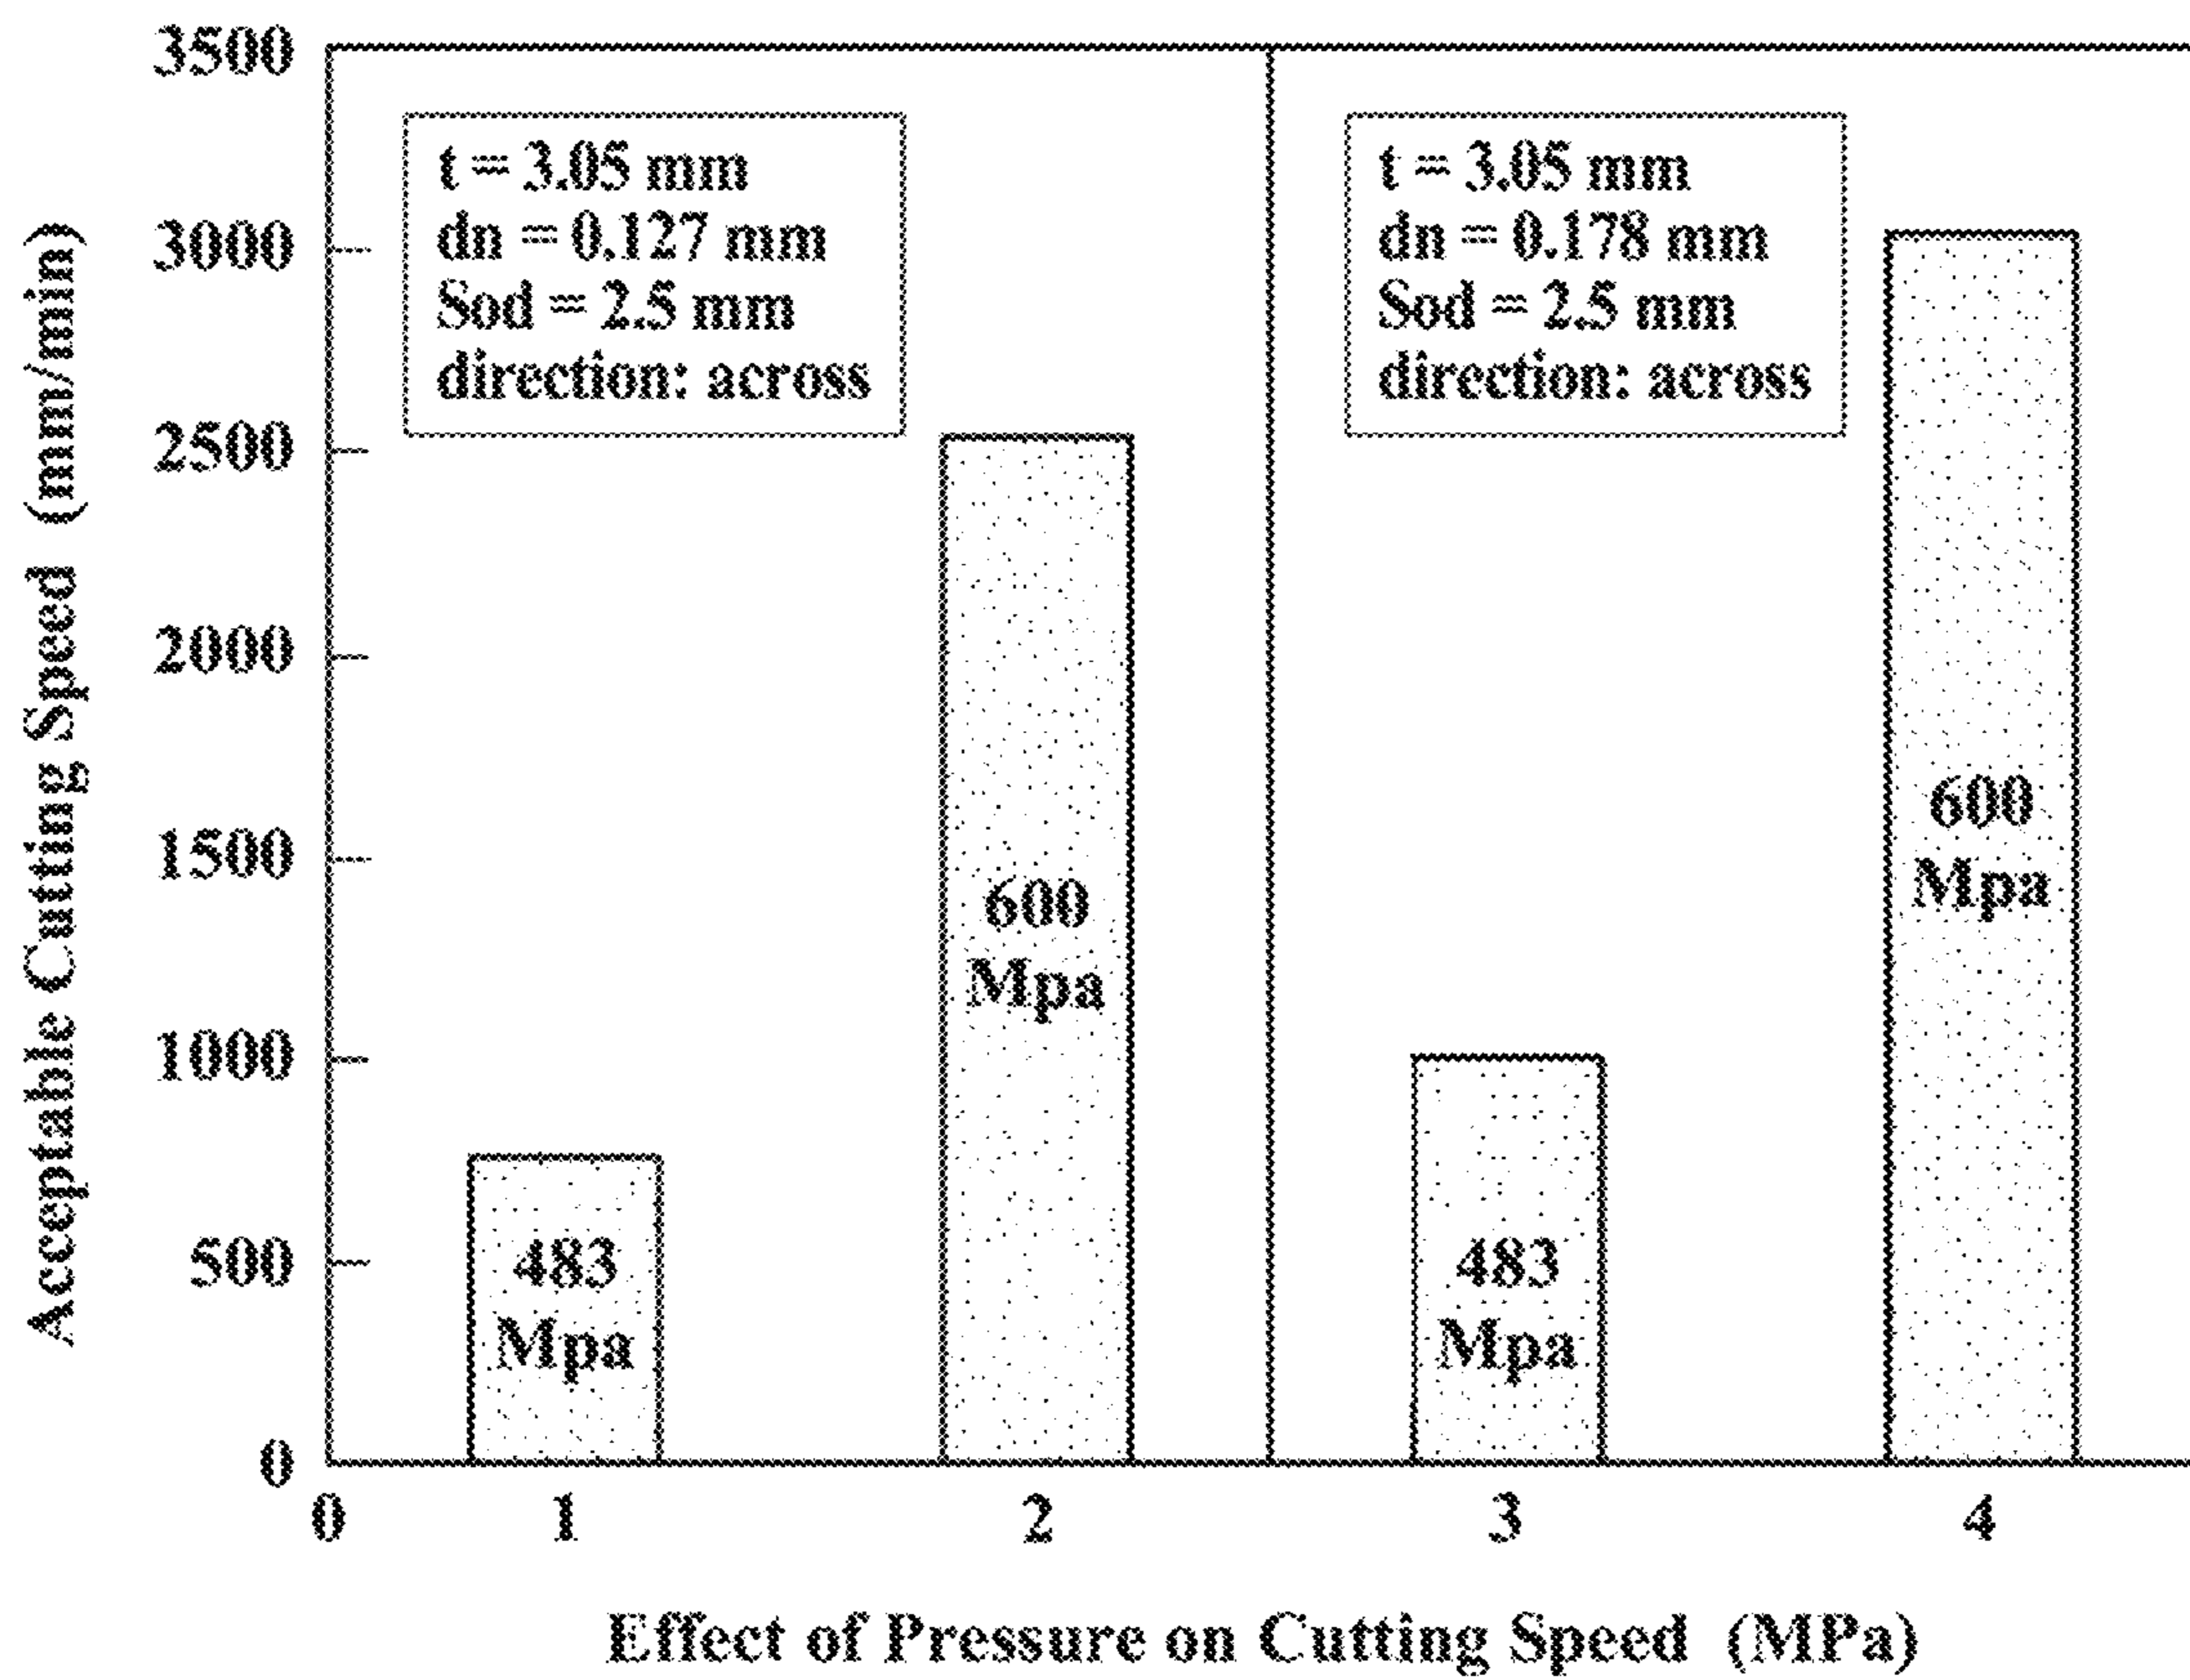 Acceptable Cutting Speed (mm/min)
3500
3000
2500
2000
1500
1000
500
0
t = 3.05 mm
dn = 0.127 mm
Sod = 2.5 mm
direction: across
t = 3.05 mm
dn = 0.178 mm
Sod = 2.5 mm
direction: across
483
Mpa
600
Mpa
483
Mpa
600
Mpa
0 1 2 3 4
Effect of Pressure on Cutting Speed (MPa)